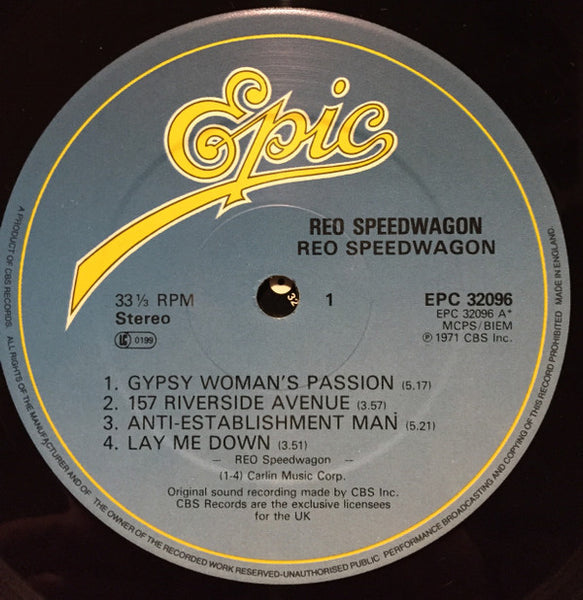 Epic
REO SPEEDWAGON
REO SPEEDWAGON
33⅓ RPM
Stereo
LC 0199
1
EPC 32096
EPC 32096 A*
MCPS/BIEM
℗ 1971 CBS Inc.
1. GYPSY WOMAN'S PASSION (5.17)
2. 157 RIVERSIDE AVENUE (3.57)
3. ANTI-ESTABLISHMENT MAN (5.21)
4. LAY ME DOWN (3.51)
— REO Speedwagon —
(1-4) Carlin Music Corp.
Original sound recording made by CBS Inc.
CBS Records are the exclusive licensees
for the UK
A PRODUCT OF CBS RECORDS. ALL RIGHTS OF THE MANUFACTURER AND OF THE OWNER OF THE RECORDED WORK RESERVED-UNAUTHORISED PUBLIC PERFORMANCE BROADCASTING AND COPYING OF THIS RECORD PROHIBITED MADE IN ENGLAND.